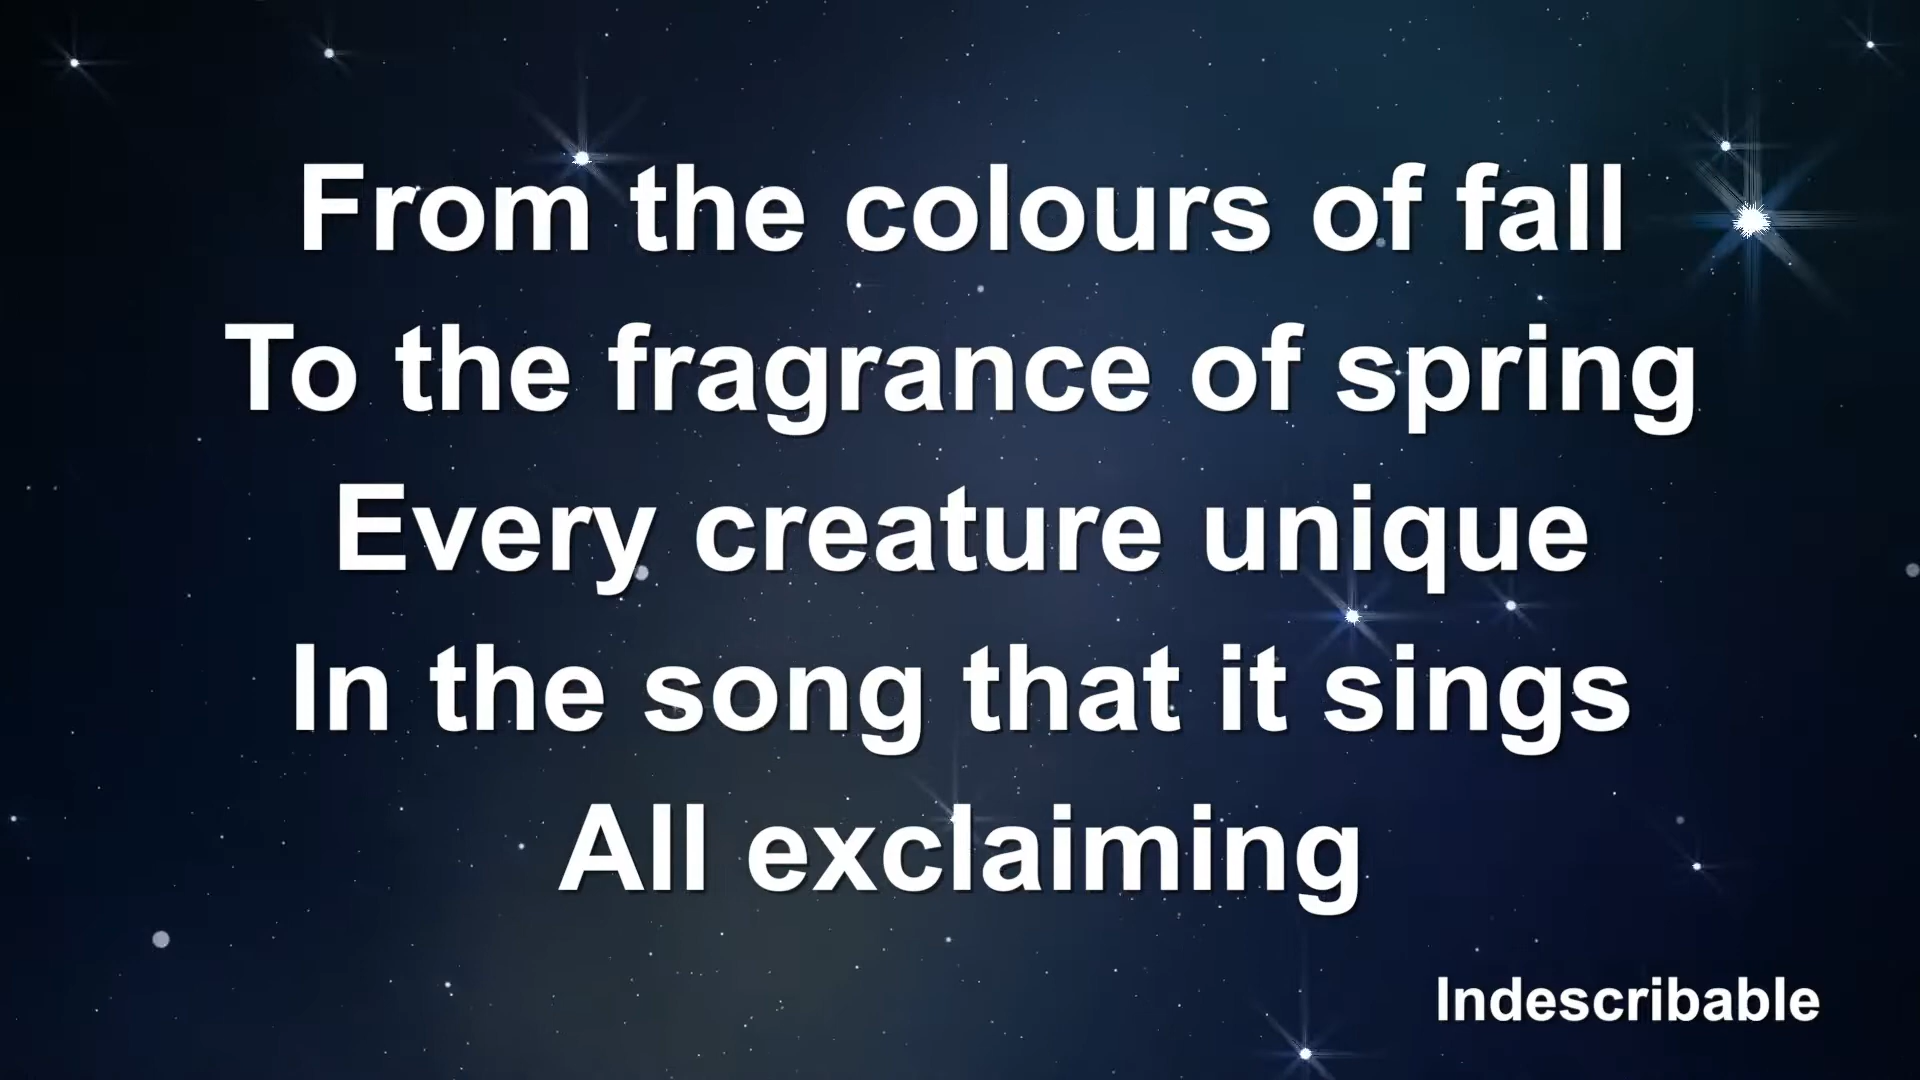 From the colours of fall
To the fragrance of spring
Every creature unique
In the song that it sings
All exclaiming
Indescribable